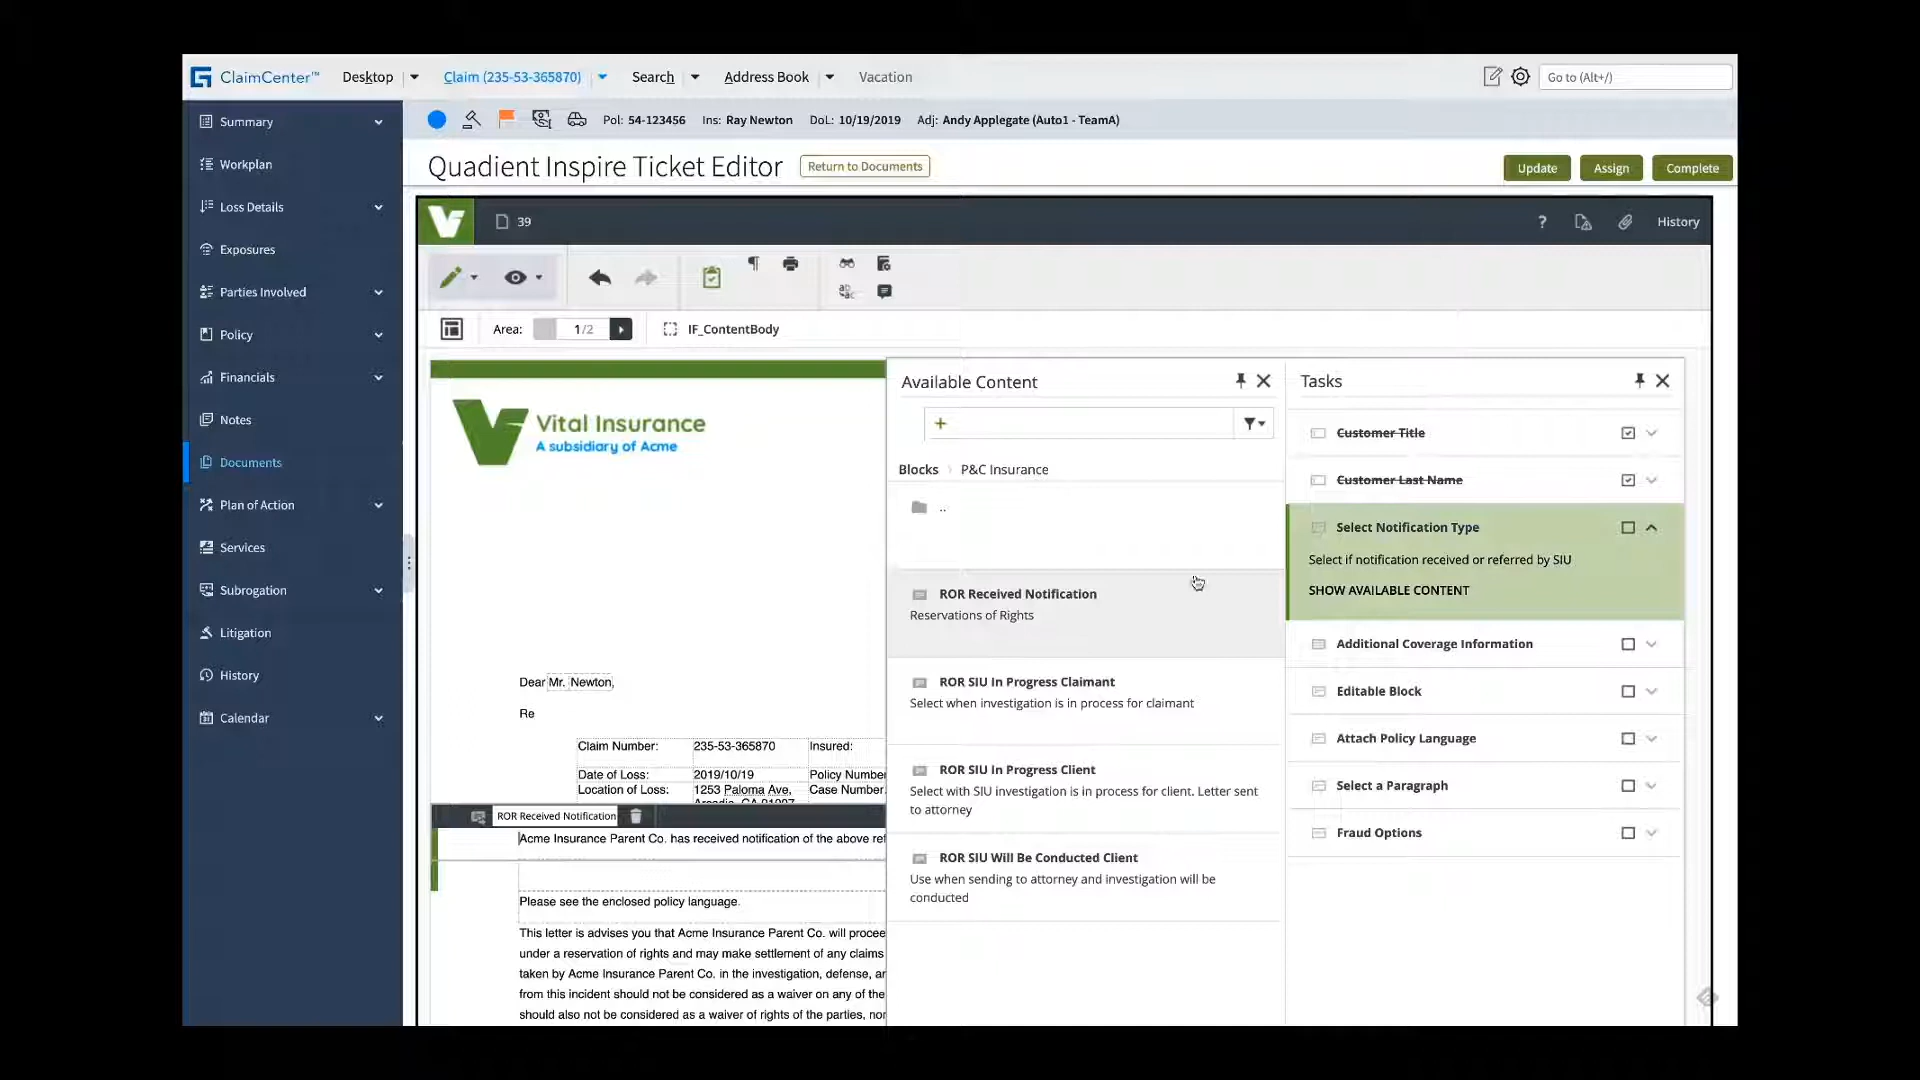 ClaimCenter™ Desktop Claim (235-53-365870) Search Address Book Vacation Go to (Alt+/)
Pol: 54-123456 Ins: Ray Newton DoL: 10/19/2019 Adj: Andy Applegate (Auto1 - TeamA)
Summary
Workplan
Loss Details
Exposures
Parties Involved
Policy
Financials
Notes
Documents
Plan of Action
Services
Subrogation
Litigation
History
Calendar
Quadient Inspire Ticket Editor Return to Documents Update Assign Complete
39 ? History
Area: 1/2 IF_ContentBody
Vital Insurance
A subsidiary of Acme
Dear Mr. Newton,
Re
Claim Number: 235-53-365870 Insured:
Date of Loss: 2019/10/19 Policy Number
Location of Loss: 1253 Paloma Ave, Case Number
Arcadia, CA 91007
ROR Received Notification
Acme Insurance Parent Co. has received notification of the above ref
Please see the enclosed policy language.
This letter is advises you that Acme Insurance Parent Co. will procee
under a reservation of rights and may make settlement of any claims
taken by Acme Insurance Parent Co. in the investigation, defense, ar
from this incident should not be considered as a waiver on any of the
should also not be considered as a waiver of rights of the parties, nor
Available Content
+
Blocks P&C Insurance
..
ROR Received Notification
Reservations of Rights
ROR SIU In Progress Claimant
Select when investigation is in process for claimant
ROR SIU In Progress Client
Select with SIU investigation is in process for client. Letter sent
to attorney
ROR SIU Will Be Conducted Client
Use when sending to attorney and investigation will be
conducted
Tasks
Customer Title
Customer Last Name
Select Notification Type
Select if notification received or referred by SIU
SHOW AVAILABLE CONTENT
Additional Coverage Information
Editable Block
Attach Policy Language
Select a Paragraph
Fraud Options